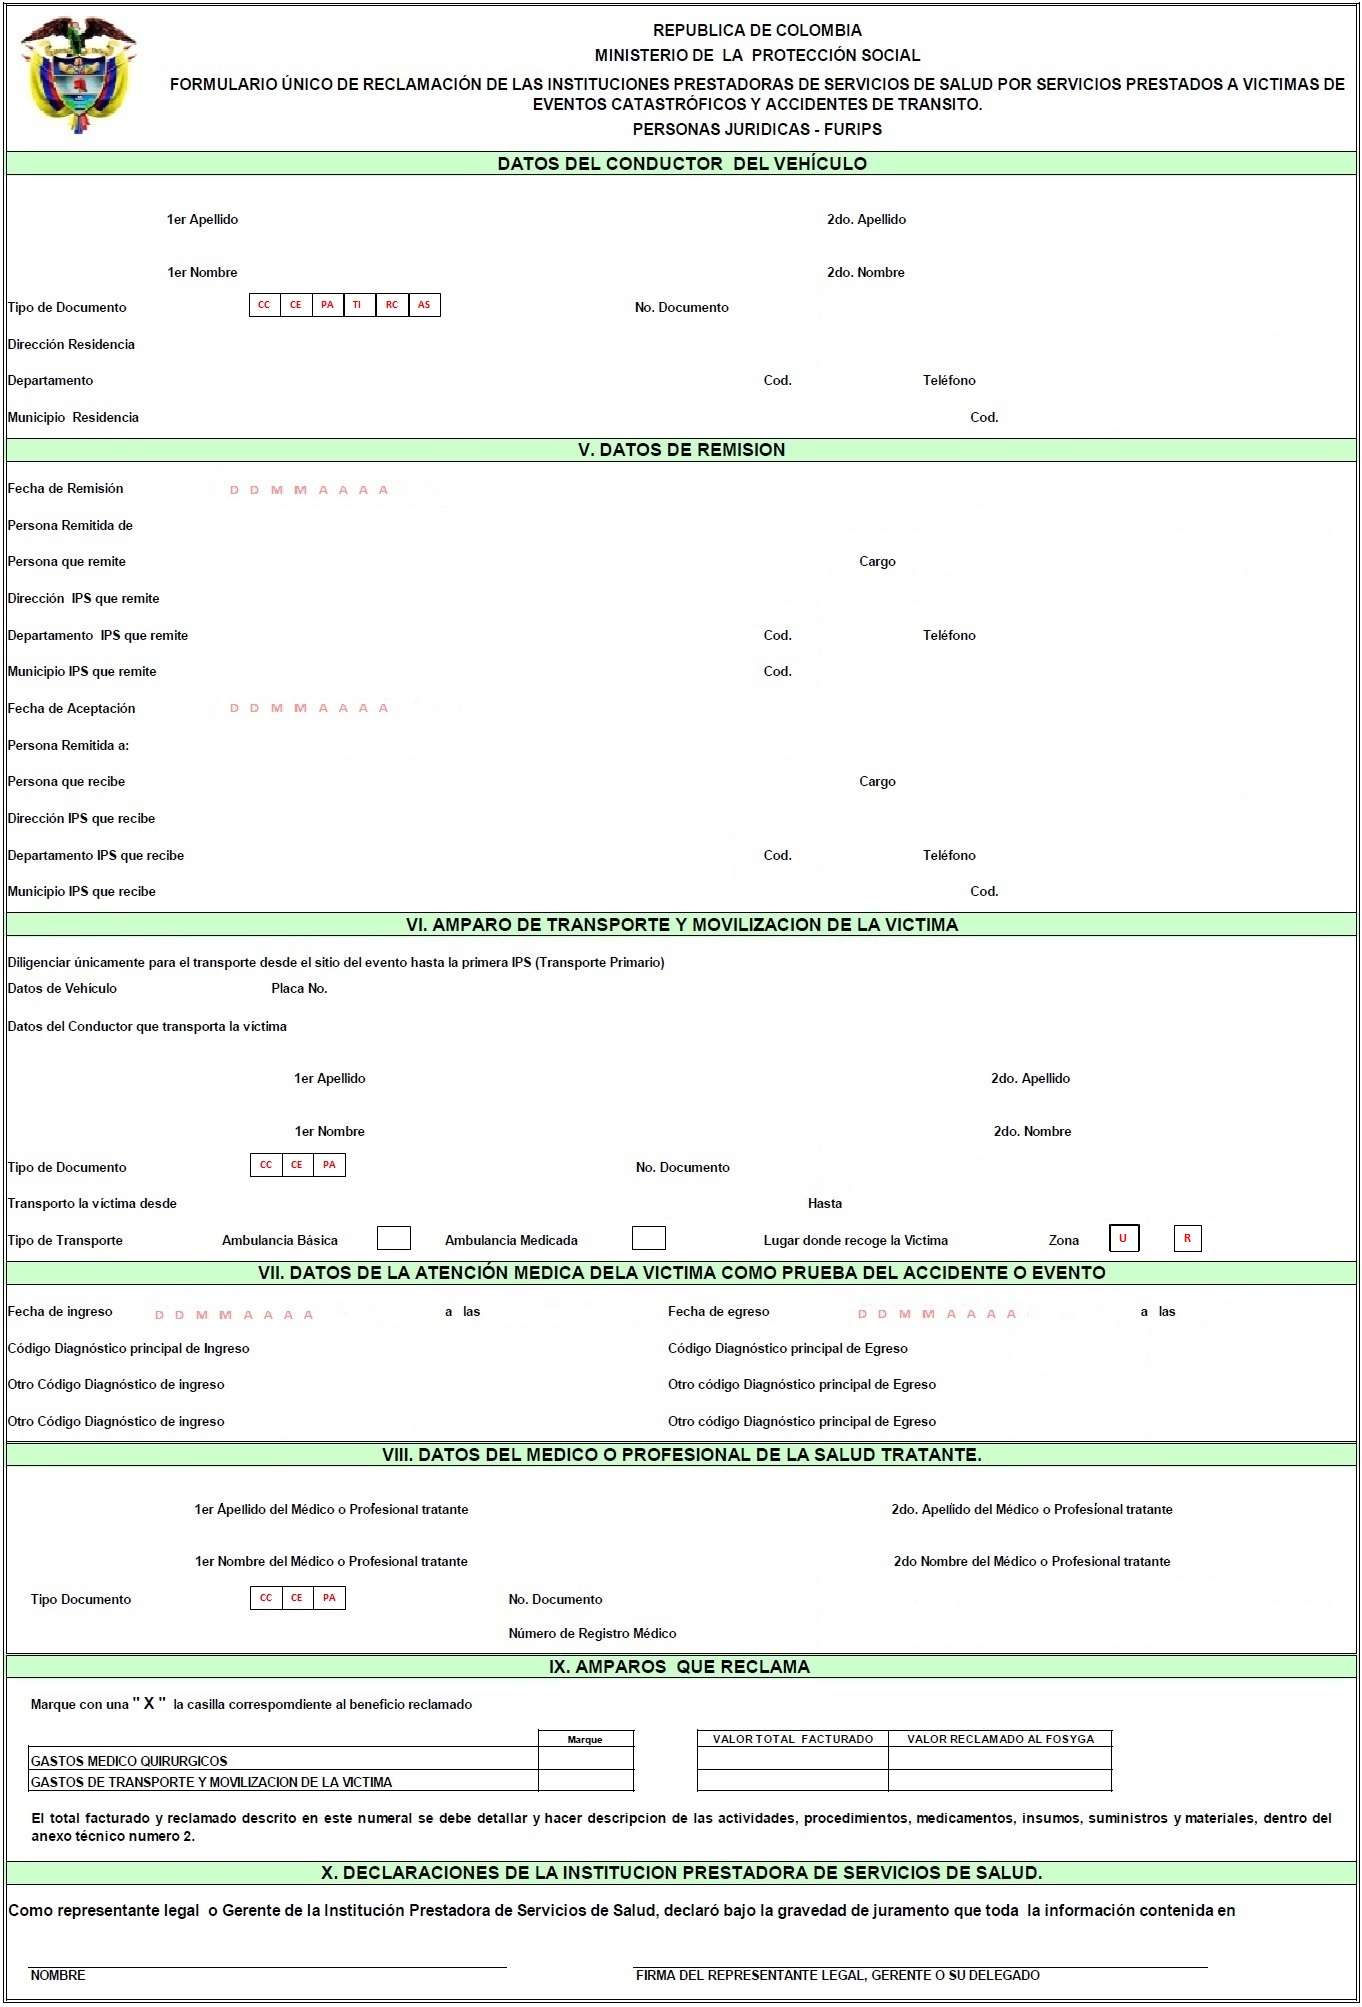 REPUBLICA DE COLOMBIA
MINISTERIO DE LA PROTECCIÓN SOCIAL
FORMULARIO ÚNICO DE RECLAMACIÓN DE LAS INSTITUCIONES PRESTADORAS DE SERVICIOS DE SALUD POR SERVICIOS PRESTADOS A VICTIMAS DE
EVENTOS CATASTRÓFICOS Y ACCIDENTES DE TRANSITO.
PERSONAS JURIDICAS - FURIPS
DATOS DEL CONDUCTOR DEL VEHÍCULO
1er Apellido 2do. Apellido
1er Nombre 2do. Nombre
Tipo de Documento CC CE PA TI RC AS No. Documento
Dirección Residencia
Departamento Cod. Teléfono
Municipio Residencia Cod.
V. DATOS DE REMISION
Fecha de Remisión D D M M A A A A
Persona Remitida de
Persona que remite Cargo
Dirección IPS que remite
Departamento IPS que remite Cod. Teléfono
Municipio IPS que remite Cod.
Fecha de Aceptación D D M M A A A A
Persona Remitida a:
Persona que recibe Cargo
Dirección IPS que recibe
Departamento IPS que recibe Cod. Teléfono
Municipio IPS que recibe Cod.
VI. AMPARO DE TRANSPORTE Y MOVILIZACION DE LA VICTIMA
Diligenciar únicamente para el transporte desde el sitio del evento hasta la primera IPS (Transporte Primario)
Datos de Vehículo Placa No.
Datos del Conductor que transporta la víctima
1er Apellido 2do. Apellido
1er Nombre 2do. Nombre
Tipo de Documento CC CE PA No. Documento
Transporto la víctima desde Hasta
Tipo de Transporte Ambulancia Básica Ambulancia Medicada Lugar donde recoge la Victima Zona U R
VII. DATOS DE LA ATENCIÓN MEDICA DELA VICTIMA COMO PRUEBA DEL ACCIDENTE O EVENTO
Fecha de ingreso D D M M A A A A a las Fecha de egreso D D M M A A A A a las
Código Diagnóstico principal de Ingreso Código Diagnóstico principal de Egreso
Otro Código Diagnóstico de ingreso Otro código Diagnóstico principal de Egreso
Otro Código Diagnóstico de ingreso Otro código Diagnóstico principal de Egreso
VIII. DATOS DEL MEDICO O PROFESIONAL DE LA SALUD TRATANTE.
1er Apellido del Médico o Profesional tratante 2do. Apellido del Médico o Profesional tratante
1er Nombre del Médico o Profesional tratante 2do Nombre del Médico o Profesional tratante
Tipo Documento CC CE PA No. Documento
Número de Registro Médico
IX. AMPAROS QUE RECLAMA
Marque con una " X " la casilla correspomdiente al beneficio reclamado
Marque VALOR TOTAL FACTURADO VALOR RECLAMADO AL FOSYGA
GASTOS MEDICO QUIRURGICOS
GASTOS DE TRANSPORTE Y MOVILIZACION DE LA VICTIMA
El total facturado y reclamado descrito en este numeral se debe detallar y hacer descripcion de las actividades, procedimientos, medicamentos, insumos, suministros y materiales, dentro del
anexo técnico numero 2.
X. DECLARACIONES DE LA INSTITUCION PRESTADORA DE SERVICIOS DE SALUD.
Como representante legal o Gerente de la Institución Prestadora de Servicios de Salud, declaró bajo la gravedad de juramento que toda la información contenida en
NOMBRE FIRMA DEL REPRESENTANTE LEGAL, GERENTE O SU DELEGADO